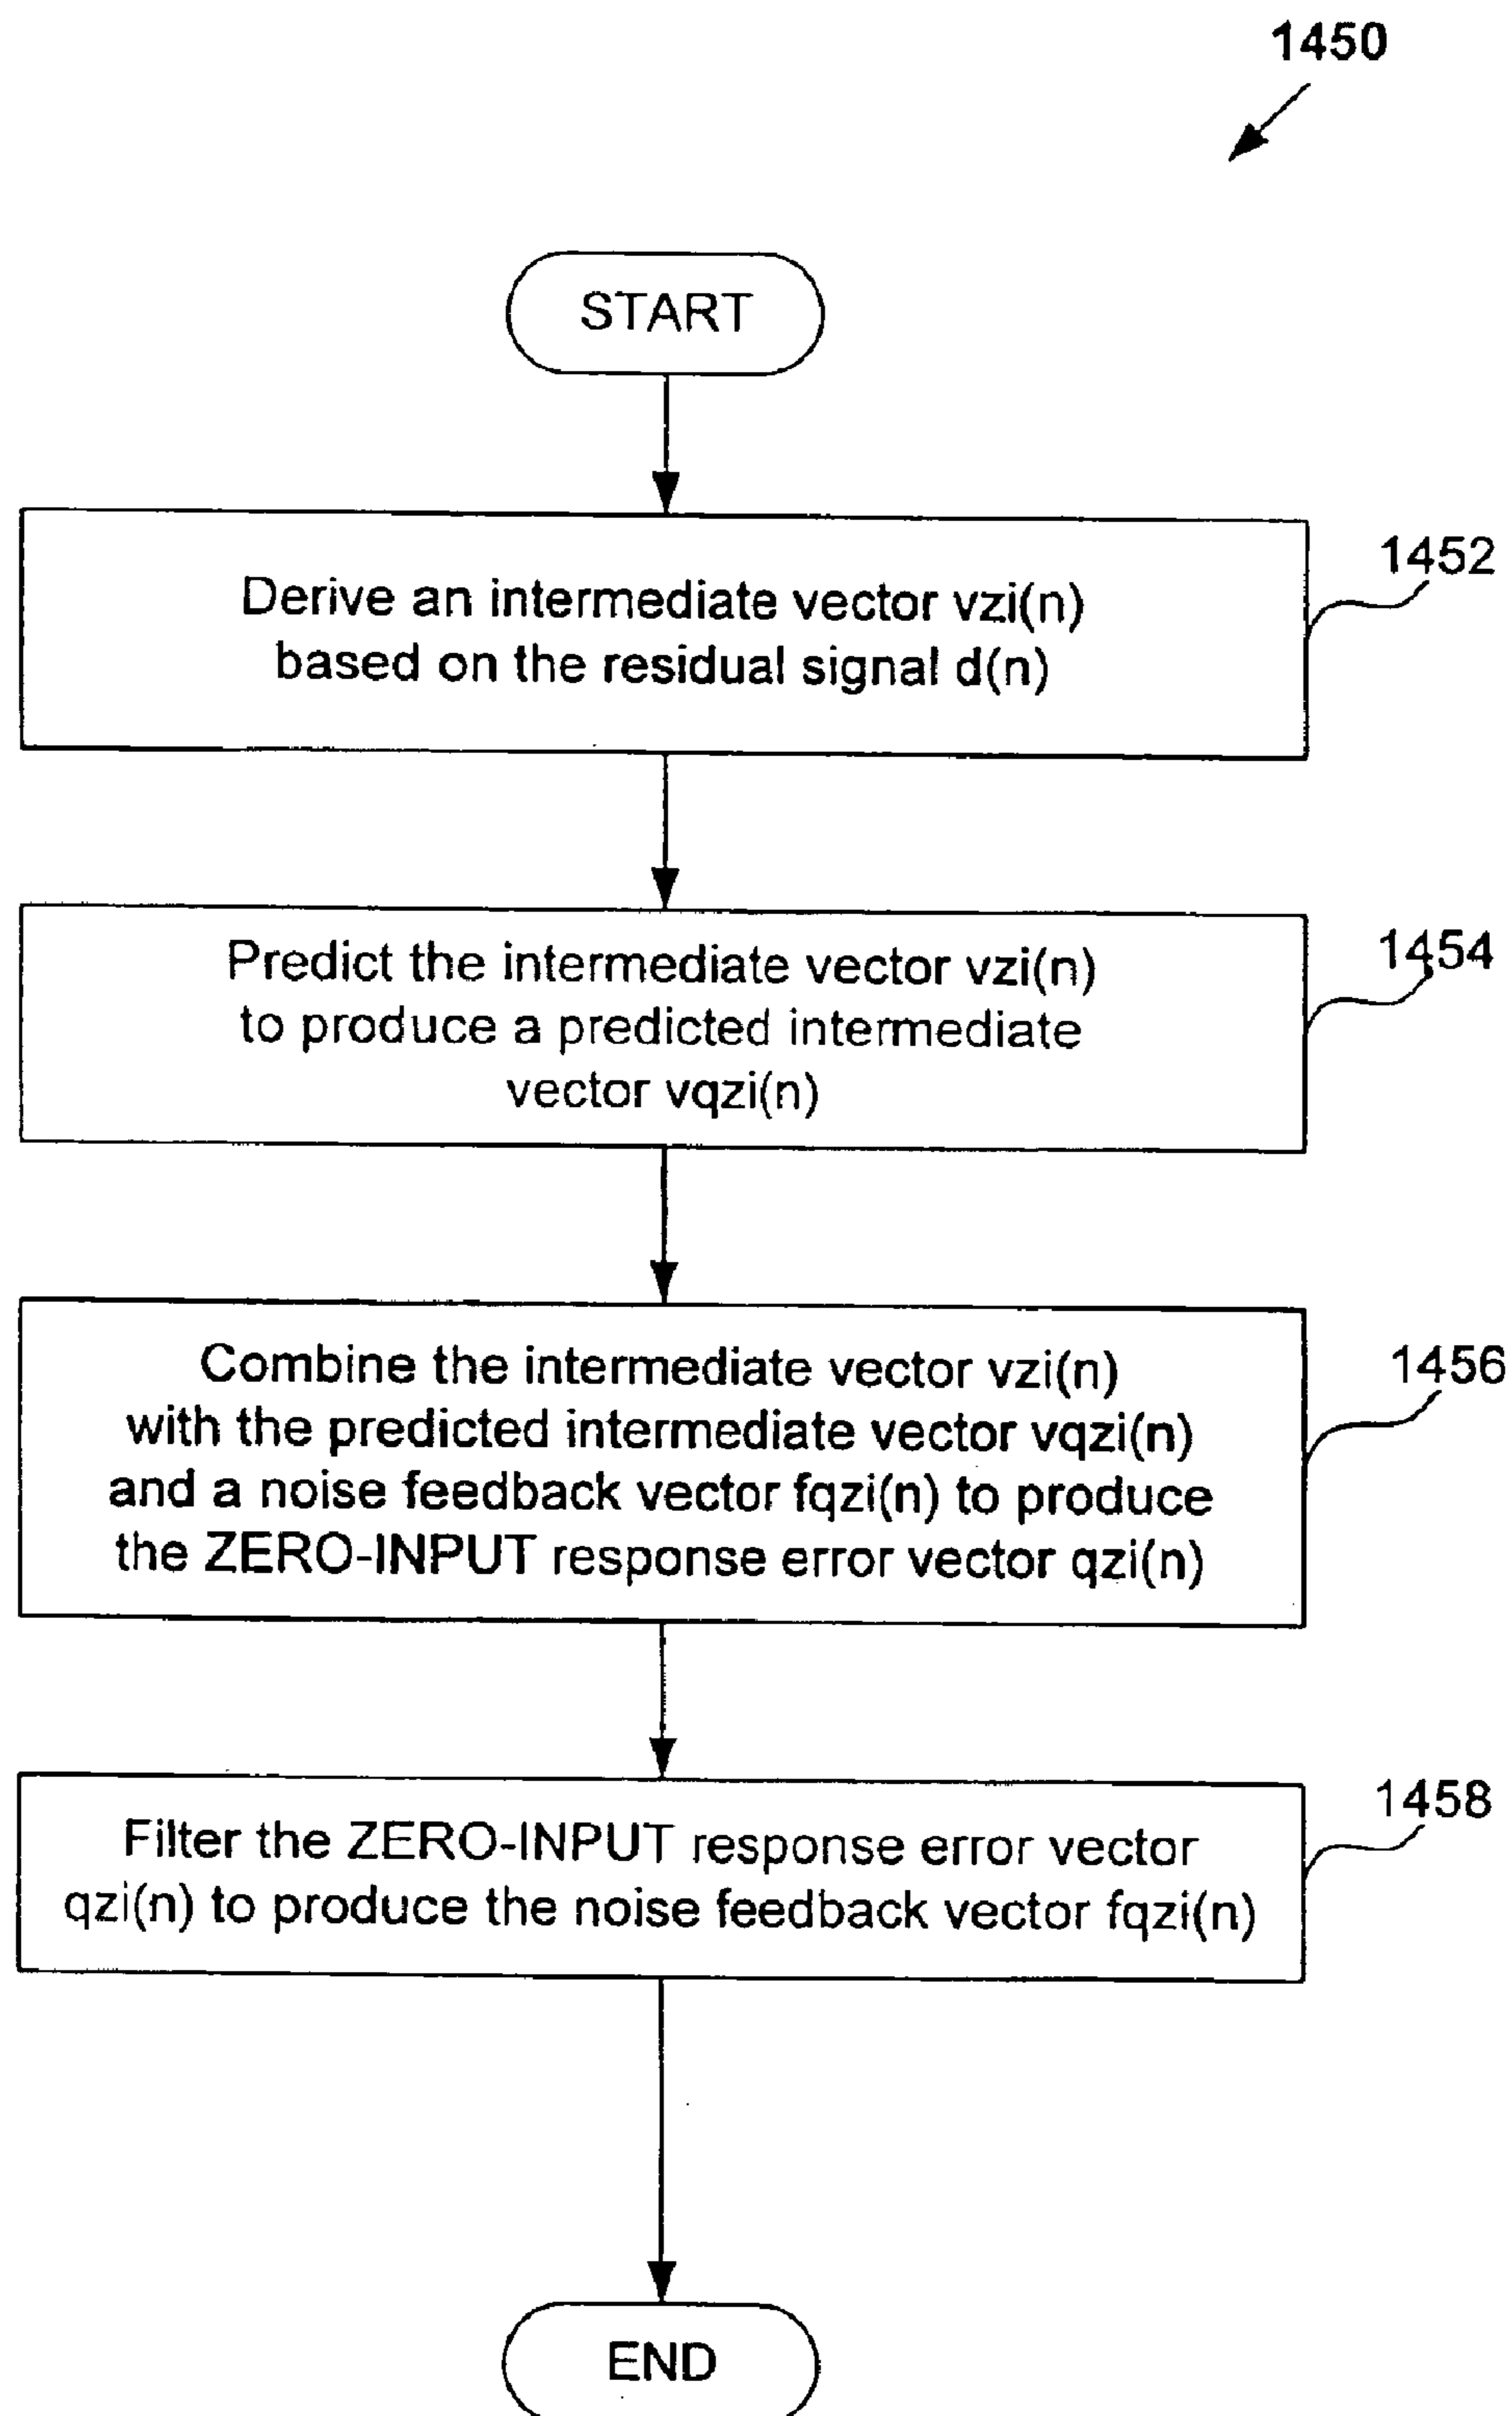 1450
START
Derive an intermediate vector vzi(n)
based on the residual signal d(n)
1452
Predict the intermediate vector vzi(n)
to produce a predicted intermediate
vector vqzi(n)
1454
Combine the intermediate vector vzi(n)
with the predicted intermediate vector vqzi(n)
and a noise feedback vector fqzi(n) to produce
the ZERO-INPUT response error vector qzi(n)
1456
Filter the ZERO-INPUT response error vector
qzi(n) to produce the noise feedback vector fqzi(n)
1458
END